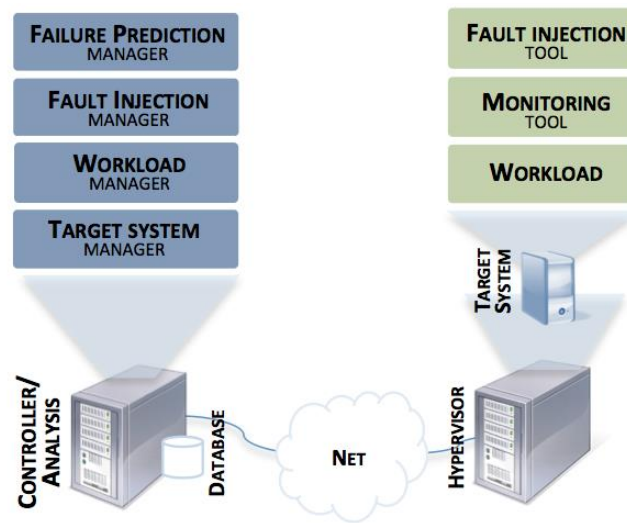 FAILURE PREDICTION
MANAGER
FAULT INJECTION
MANAGER
WORKLOAD
MANAGER
TARGET SYSTEM
MANAGER
FAULT INJECTION
TOOL
MONITORING
TOOL
WORKLOAD
TARGET
SYSTEM
CONTROLLER/
ANALYSIS
DATABASE
NET
HYPERVISOR